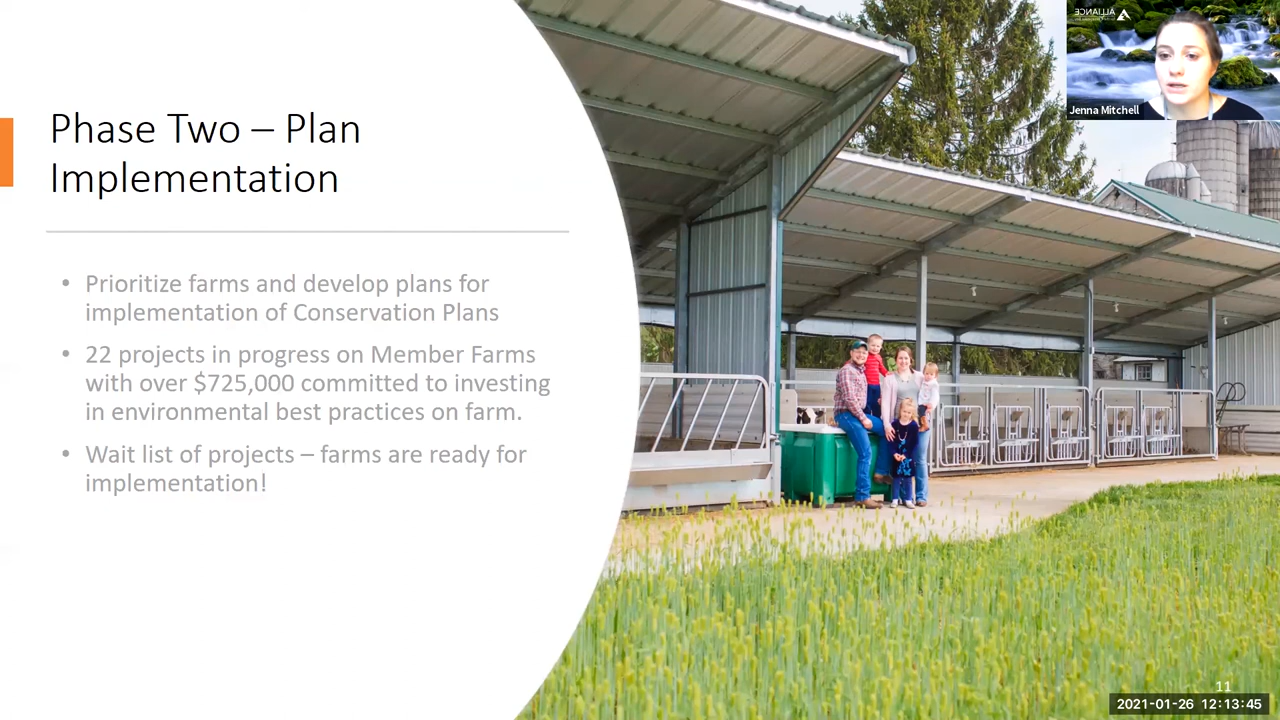 Phase Two – Plan
Implementation
• Prioritize farms and develop plans for
implementation of Conservation Plans
• 22 projects in progress on Member Farms
with over $725,000 committed to investing
in environmental best practices on farm.
• Wait list of projects – farms are ready for
implementation!
ALLIANCE
Jenna Mitchell
11
2021-01-26 12:13:45